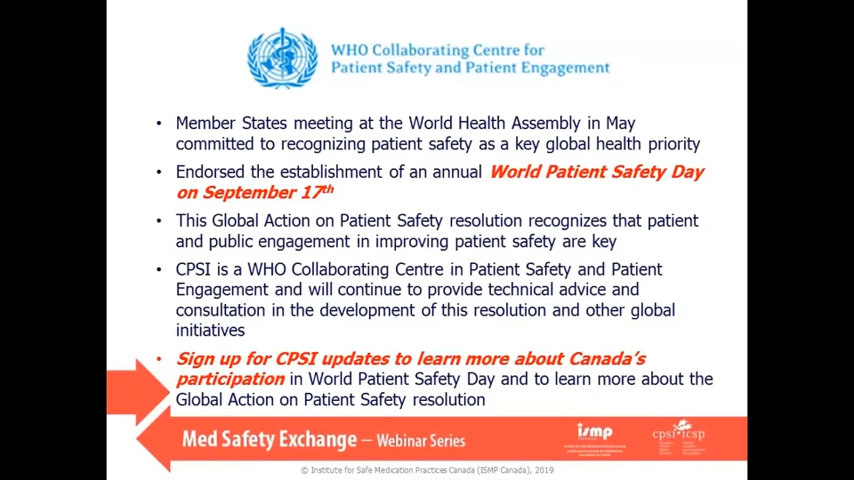 WHO Collaborating Centre for
Patient Safety and Patient Engagement
• Member States meeting at the World Health Assembly in May
committed to recognizing patient safety as a key global health priority
• Endorsed the establishment of an annual World Patient Safety Day
on September 17th
• This Global Action on Patient Safety resolution recognizes that patient
and public engagement in improving patient safety are key
• CPSI is a WHO Collaborating Centre in Patient Safety and Patient
Engagement and will continue to provide technical advice and
consultation in the development of this resolution and other global
initiatives
• Sign up for CPSI updates to learn more about Canada's
participation in World Patient Safety Day and to learn more about the
Global Action on Patient Safety resolution
Med Safety Exchange – Webinar Series
ismp
cpsi icsp
© Institute for Safe Medication Practices Canada (ISMP Canada), 2019